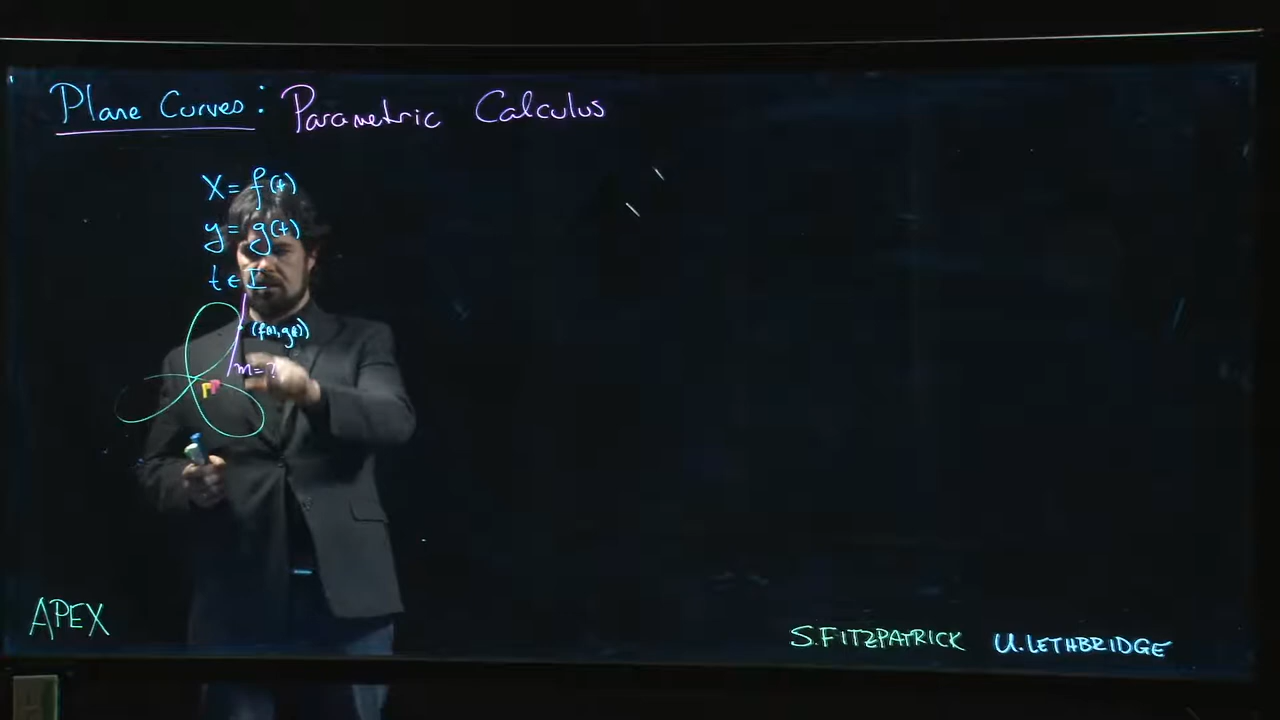 Plane Curves: Parametric Calculus
x = f(t)
y = g(t)
t ∈ I
(f(t), g(t))
m = ?
APEX
S.FITZPATRICK U.LETHBRIDGE